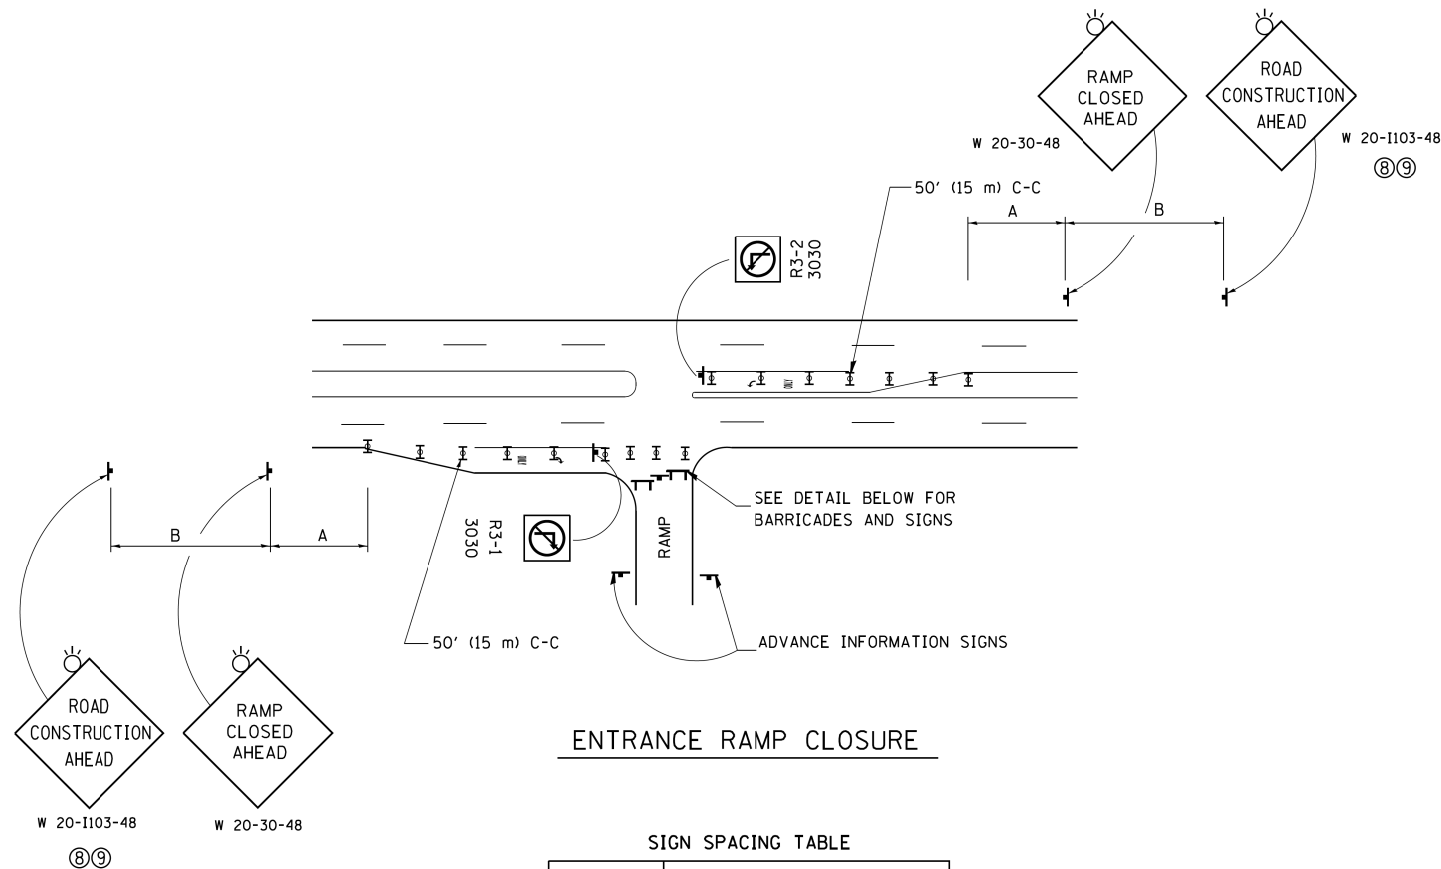 RAMP
CLOSED
AHEAD
ROAD
CONSTRUCTION
AHEAD
W 20-30-48
W 20-I103-48
⑧⑨
50' (15 m) C-C
A
B
R3-2
3030
ONLY
ONLY
SEE DETAIL BELOW FOR
BARRICADES AND SIGNS
R3-1
3030
RAMP
B
A
50' (15 m) C-C
ADVANCE INFORMATION SIGNS
ROAD
CONSTRUCTION
AHEAD
RAMP
CLOSED
AHEAD
ENTRANCE RAMP CLOSURE
W 20-I103-48
W 20-30-48
⑧⑨
SIGN SPACING TABLE